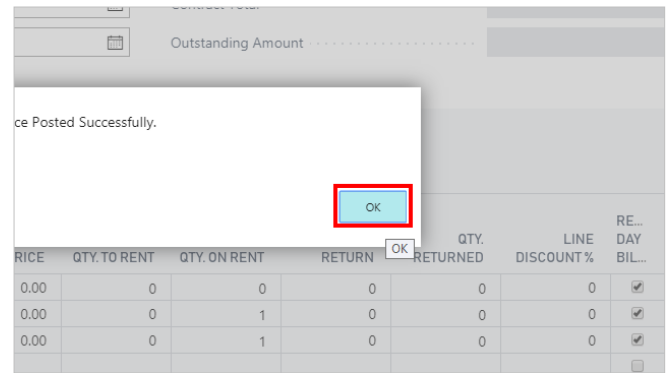 Outstanding Amount
ce Posted Successfully.
OK
OK
RE...
QTY. LINE DAY
RICE QTY. TO RENT QTY. ON RENT RETURN RETURNED DISCOUNT % BIL...
0.00 0 0 0 0 0
0.00 0 1 0 0 0
0.00 0 1 0 0 0